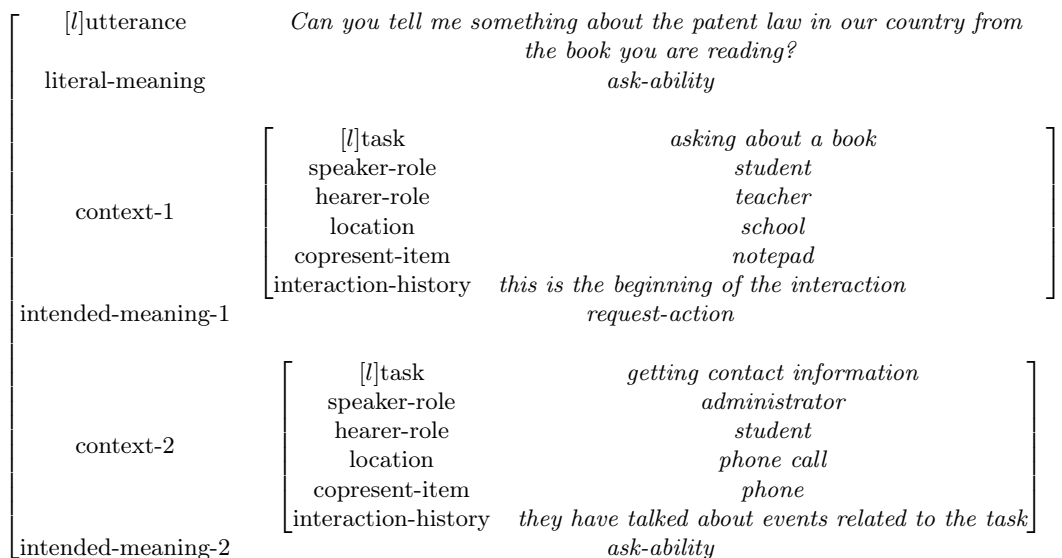 [l]utterance Can you tell me something about the patent law in our country from
the book you are reading?
literal-meaning ask-ability
[l]task asking about a book
speaker-role student
hearer-role teacher
context-1 location school
copresent-item notepad
interaction-history this is the beginning of the interaction
intended-meaning-1 request-action
[l]task getting contact information
speaker-role administrator
hearer-role student
context-2 location phone call
copresent-item phone
interaction-history they have talked about events related to the task
intended-meaning-2 ask-ability